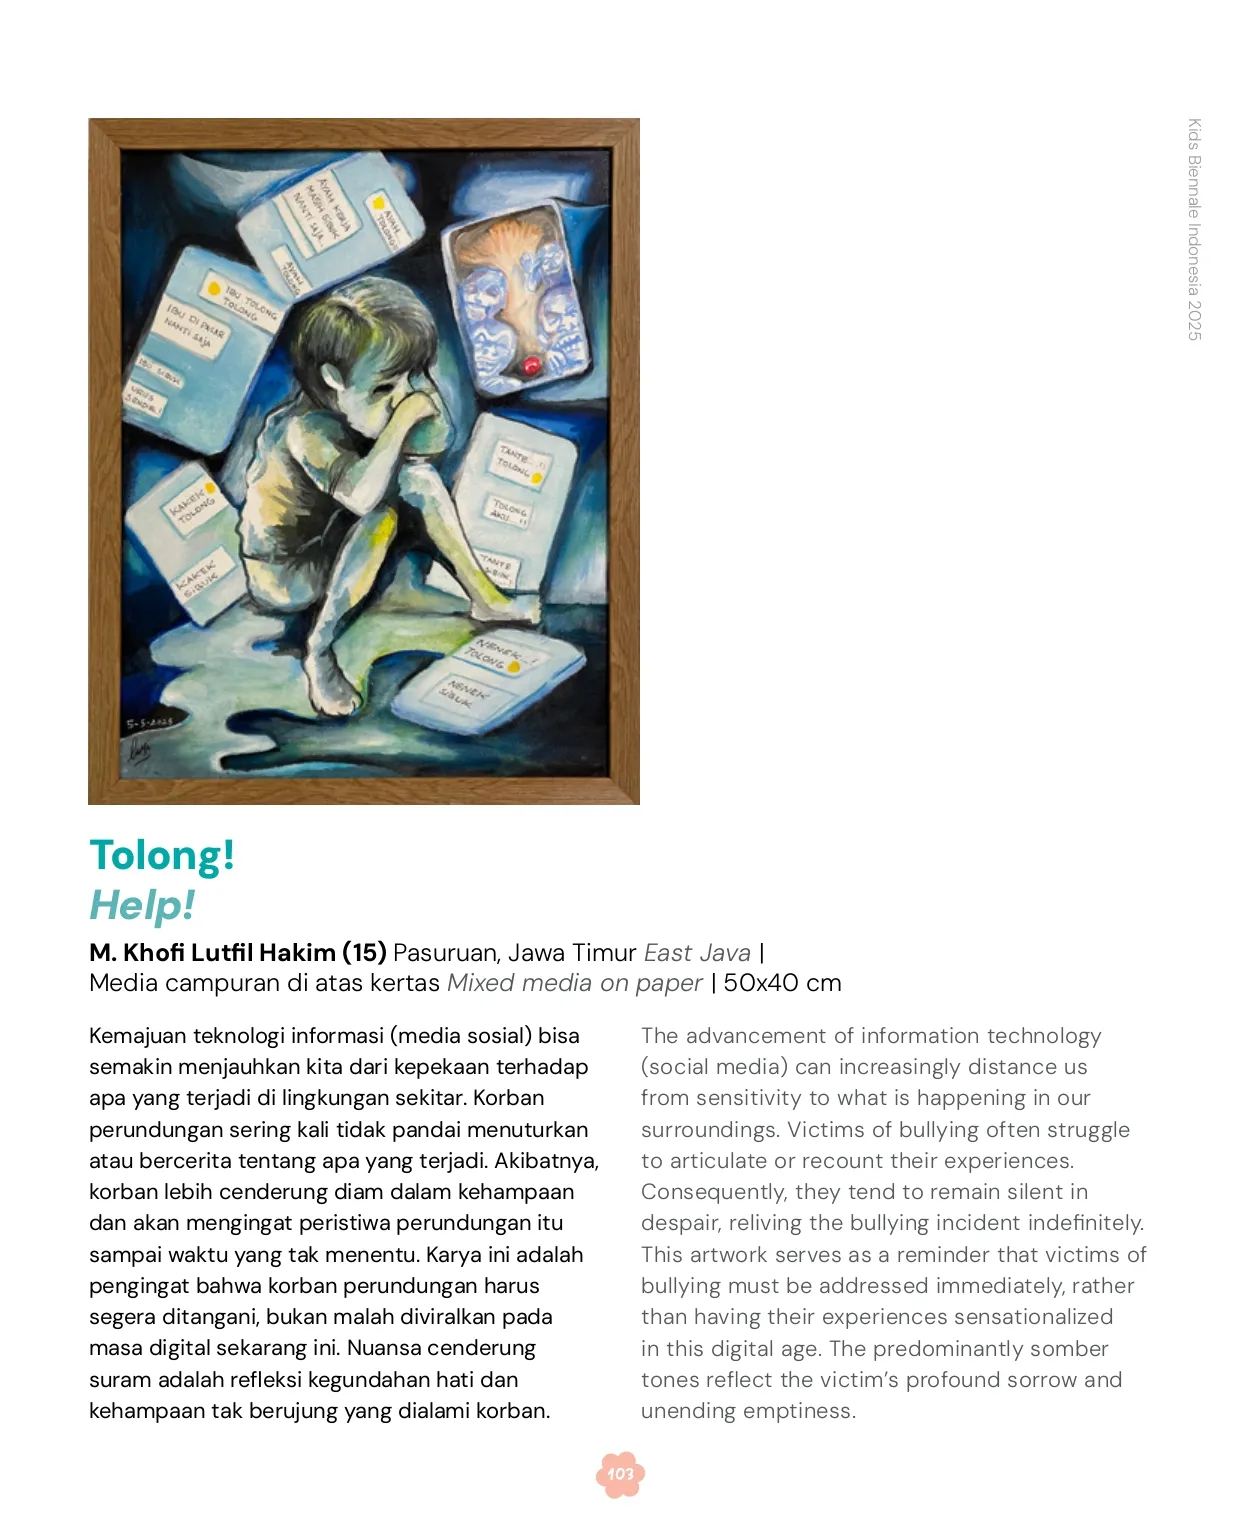 Kids Biennale Indonesia 2025
AYAH KERJA
MASIH SIBUK
NANTI SAJA..
AYAH...
TOLONG!!
AYAH
TOLONG
IBU TOLONG
TOLONG
IBU DI PASAR
NANTI SAJA
IBU SIBUK
URUS
SENDIRI!
KAKEK
TOLONG
KAKEK
SIBUK
TANTE...!!
TOLONG
TOLONG
AKU...!!
TANTE
SIBUK
NENEK...!
TOLONG
NENEK
SIBUK
5-5-2025
Tolong!
Help!
M. Khofi Lutfil Hakim (15) Pasuruan, Jawa Timur East Java |
Media campuran di atas kertas Mixed media on paper | 50x40 cm
Kemajuan teknologi informasi (media sosial) bisa
semakin menjauhkan kita dari kepekaan terhadap
apa yang terjadi di lingkungan sekitar. Korban
perundungan sering kali tidak pandai menuturkan
atau bercerita tentang apa yang terjadi. Akibatnya,
korban lebih cenderung diam dalam kehampaan
dan akan mengingat peristiwa perundungan itu
sampai waktu yang tak menentu. Karya ini adalah
pengingat bahwa korban perundungan harus
segera ditangani, bukan malah diviralkan pada
masa digital sekarang ini. Nuansa cenderung
suram adalah refleksi kegundahan hati dan
kehampaan tak berujung yang dialami korban.
The advancement of information technology
(social media) can increasingly distance us
from sensitivity to what is happening in our
surroundings. Victims of bullying often struggle
to articulate or recount their experiences.
Consequently, they tend to remain silent in
despair, reliving the bullying incident indefinitely.
This artwork serves as a reminder that victims of
bullying must be addressed immediately, rather
than having their experiences sensationalized
in this digital age. The predominantly somber
tones reflect the victim's profound sorrow and
unending emptiness.
103